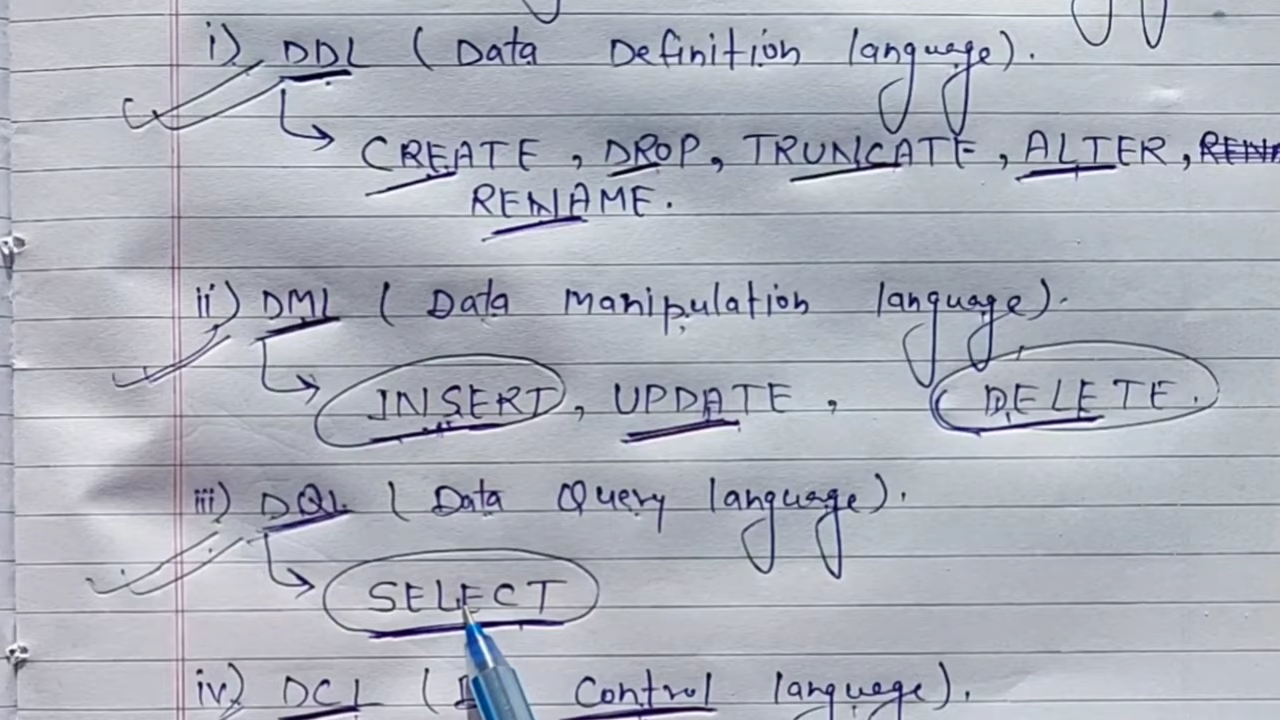 i) DDL ( Data Definition language).
CREATE, DROP, TRUNCATE, ALTER,
RENAME.
ii) DML ( Data Manipulation language).
INSERT, UPDATE, DELETE.
iii) DQL ( Data Query language).
SELECT
iv) DCL ( Control language).